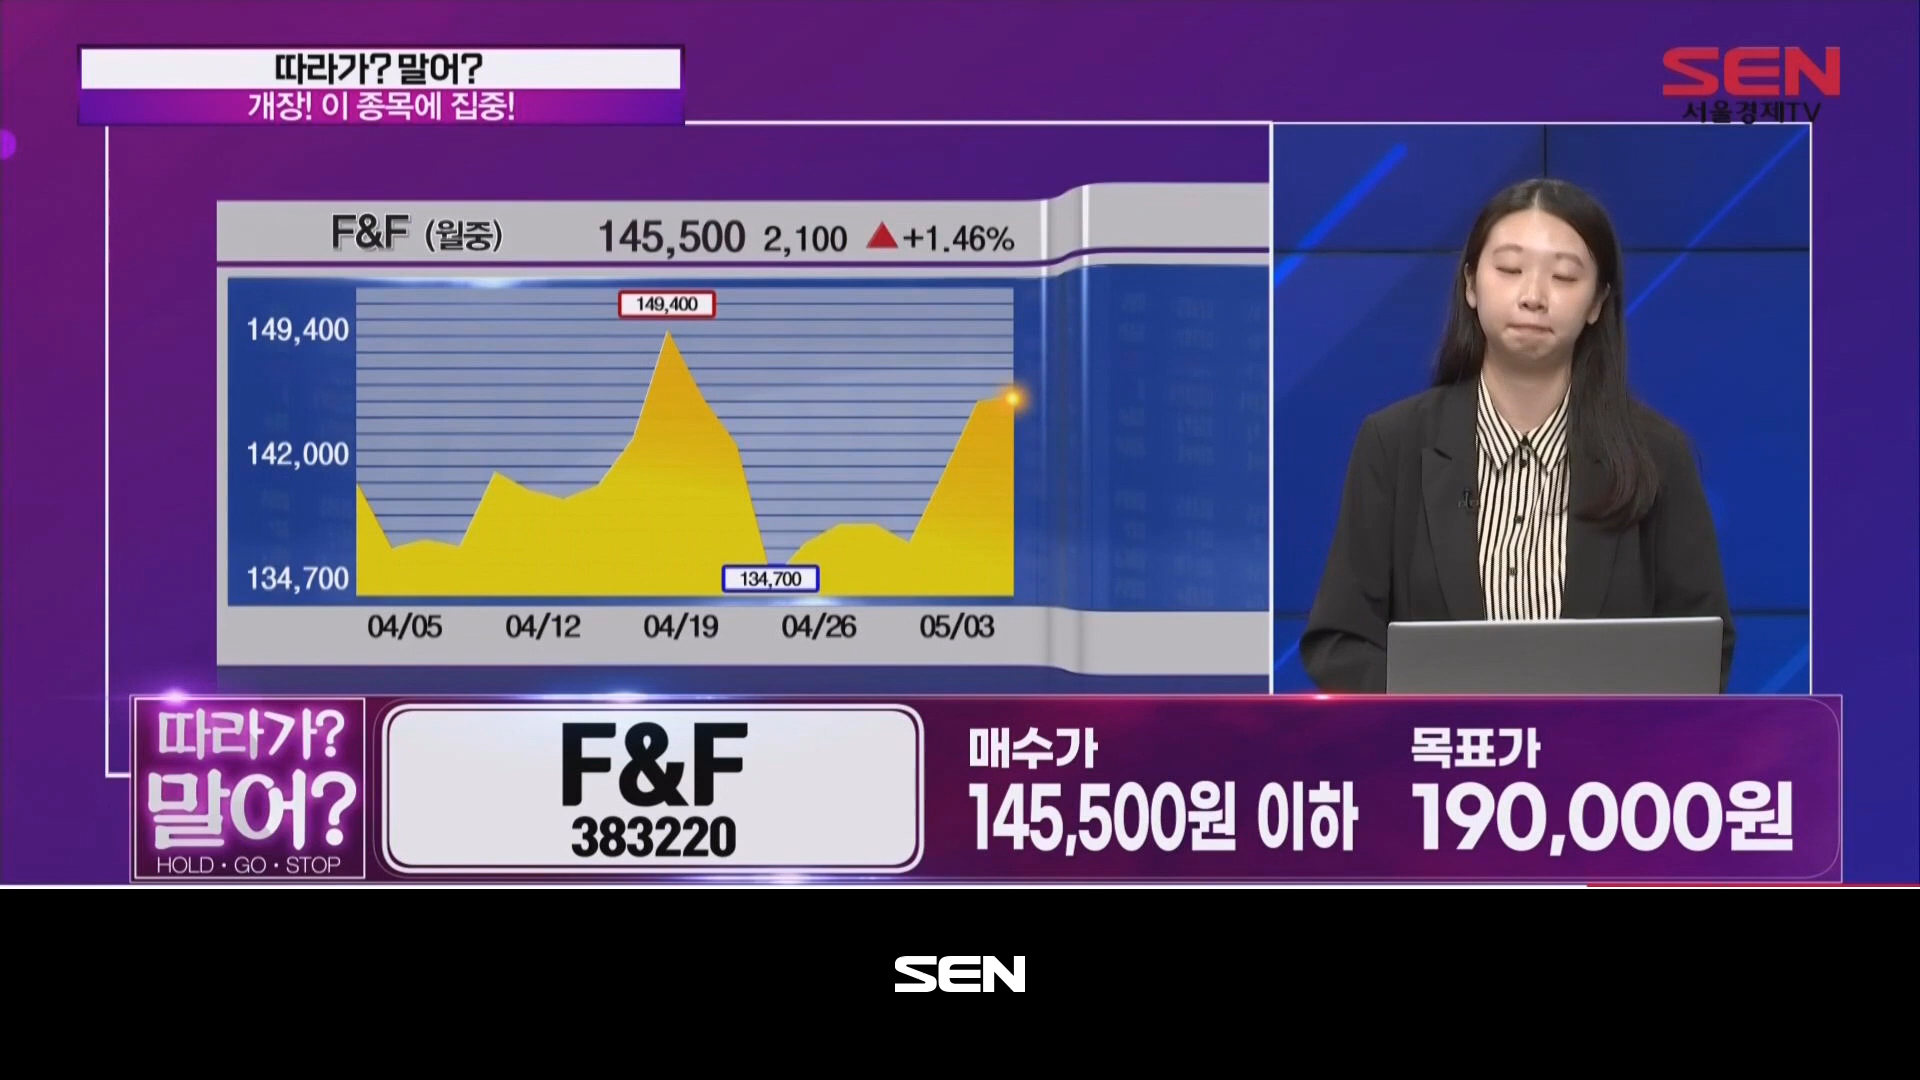 따라가? 말어?
개장! 이 종목에 집중!
SEN
서울경제TV
F&F (월중) 145,500 2,100 ▲+1.46%
149,400
149,400
142,000
134,700
134,700
04/05 04/12 04/19 04/26 05/03
따라가?
말어?
HOLD · GO · STOP
F&F
383220
매수가
145,500원 이하
목표가
190,000원
SEN